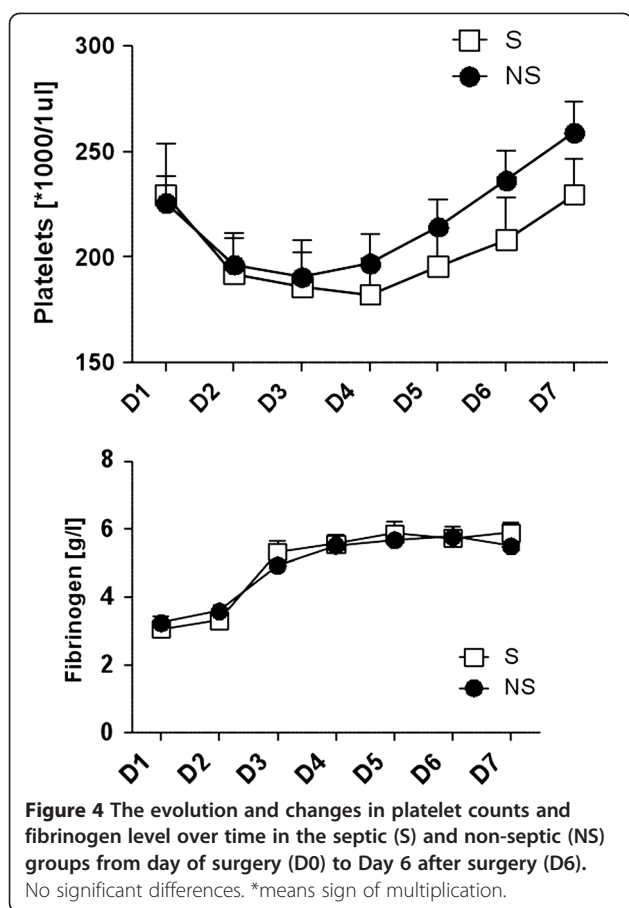 S
NS
Platelets [*1000/1ul]
300
250
200
150
D1 D2 D3 D4 D5 D6 D7
Fibrinogen [g/l]
8
6
4
2
0
S
NS
D1 D2 D3 D4 D5 D6 D7
Figure 4 The evolution and changes in platelet counts and
fibrinogen level over time in the septic (S) and non-septic (NS)
groups from day of surgery (D0) to Day 6 after surgery (D6).
No significant differences. *means sign of multiplication.